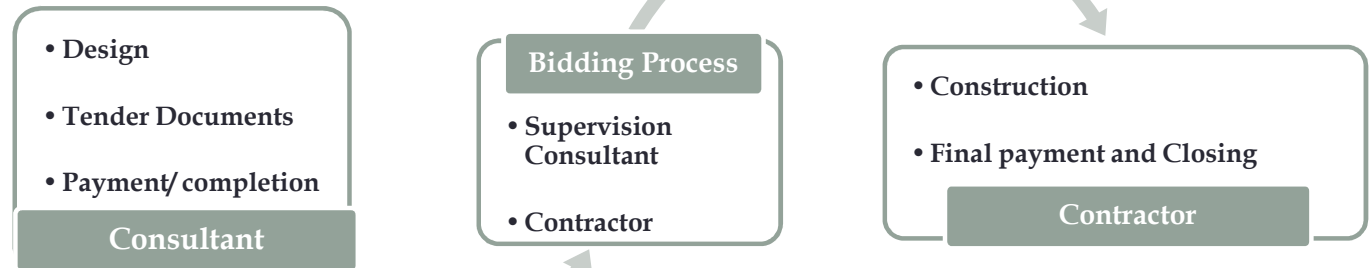 • Design
• Tender Documents
• Payment/ completion
Consultant
Bidding Process
• Supervision
Consultant
• Contractor
• Construction
• Final payment and Closing
Contractor